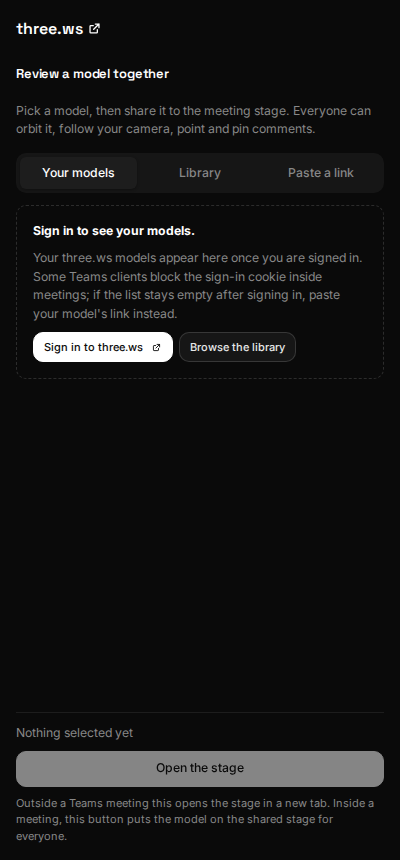 three.ws
Review a model together
Pick a model, then share it to the meeting stage. Everyone can
orbit it, follow your camera, point and pin comments.
Your models
Library
Paste a link
Sign in to see your models.
Your three.ws models appear here once you are signed in.
Some Teams clients block the sign-in cookie inside
meetings; if the list stays empty after signing in, paste
your model's link instead.
Sign in to three.ws
Browse the library
Nothing selected yet
Open the stage
Outside a Teams meeting this opens the stage in a new tab. Inside a
meeting, this button puts the model on the shared stage for
everyone.